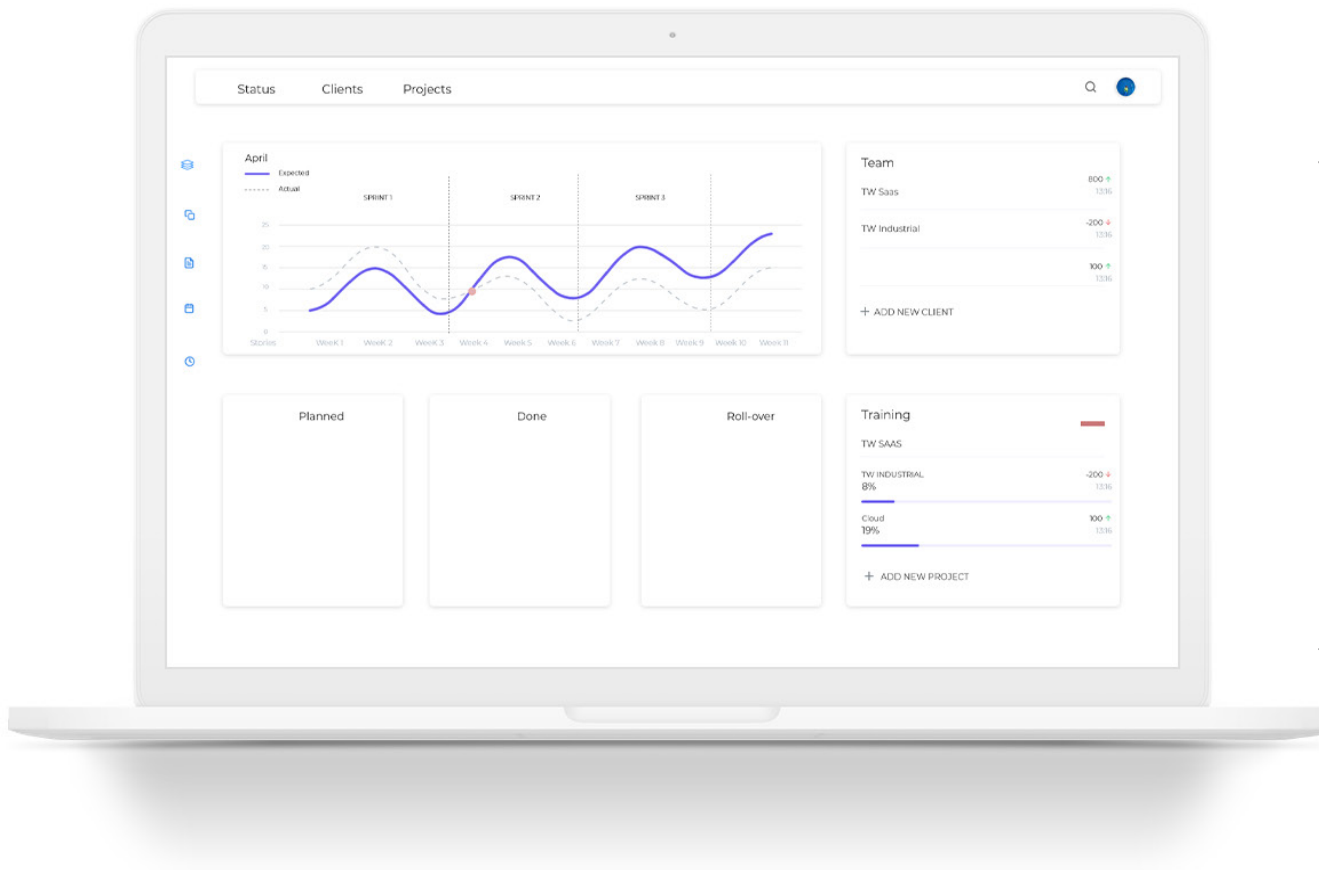 Status Clients Projects
April
Expected
Actual
SPRINT 1 SPRINT 2 SPRINT 3
25
20
15
10
5
0
Stories WeeK 1 WeeK 2 WeeK 3 Week 4 Week 5 Week 6 Week 7 Week 8 Week 9 Week 10 Week 11
Team
800
TW Saas 13:16
-200
TW Industrial 13:16
100
13:16
+ ADD NEW CLIENT
Planned
Done
Roll-over
Training
TW SAAS
TW INDUSTRIAL -200
8% 13:16
Cloud 100
19% 13:16
+ ADD NEW PROJECT